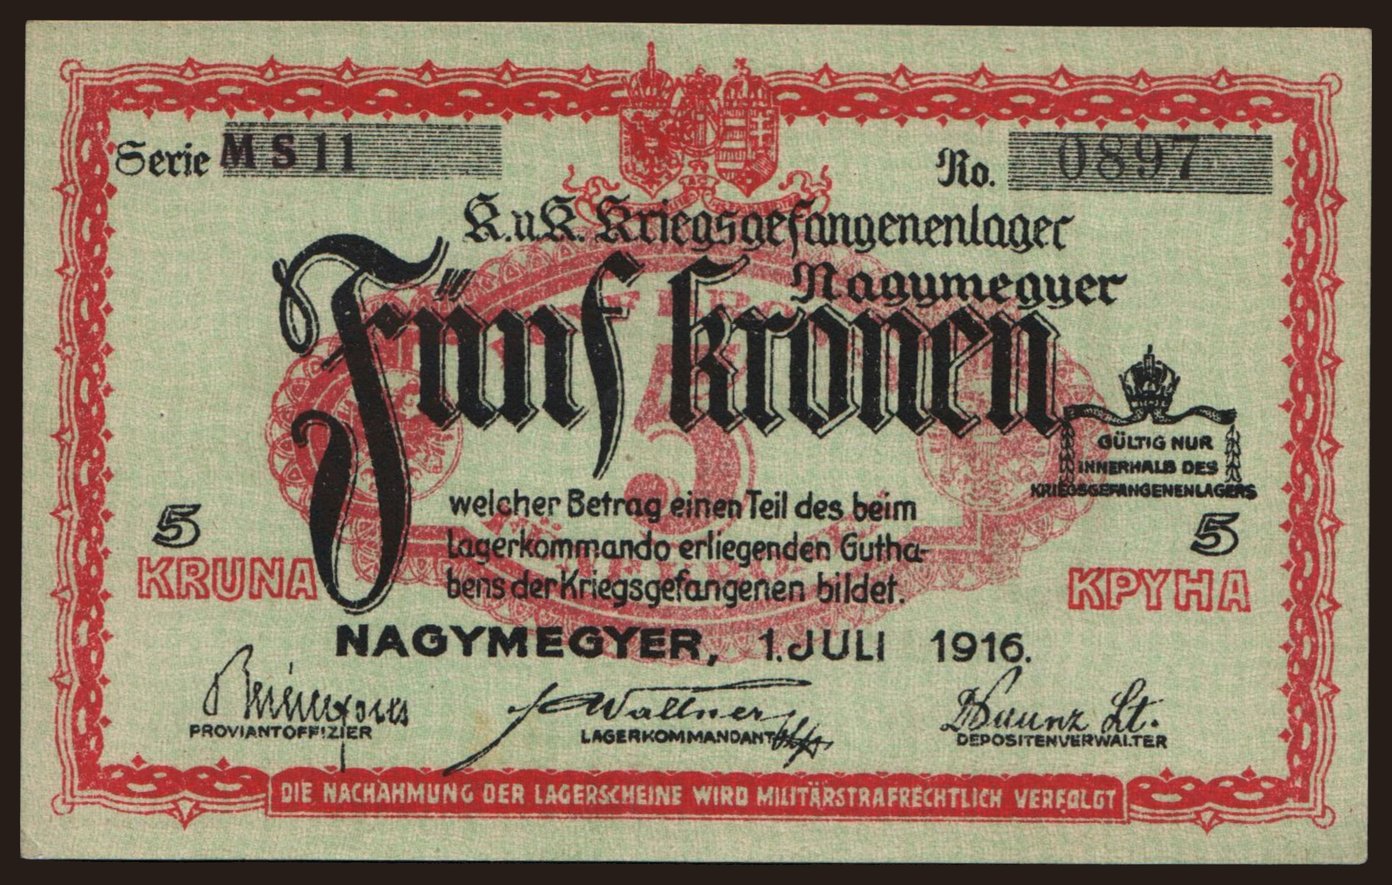 Serie MS11
No. 0897
K.u.K. Kriegsgefangenenlager
Nagymegyer
Fünf kronen
5
GÜLTIG NUR
INNERHALB DES
KRIEGSGEFANGENENLAGERS
welcher Betrag einen Teil des beim
Lagerkommando erliegenden Gutha-
bens der Kriegsgefangenen bildet.
5
KRUNA
5
КРУНА
NAGYMEGYER, 1. JULI 1916.
Wallner
PROVIANTOFFIZIER
LAGERKOMMANDANT
DEPOSITENVERWALTER
DIE NACHAHMUNG DER LAGERSCHEINE WIRD MILITÄRSTRAFRECHTLICH VERFOLGT